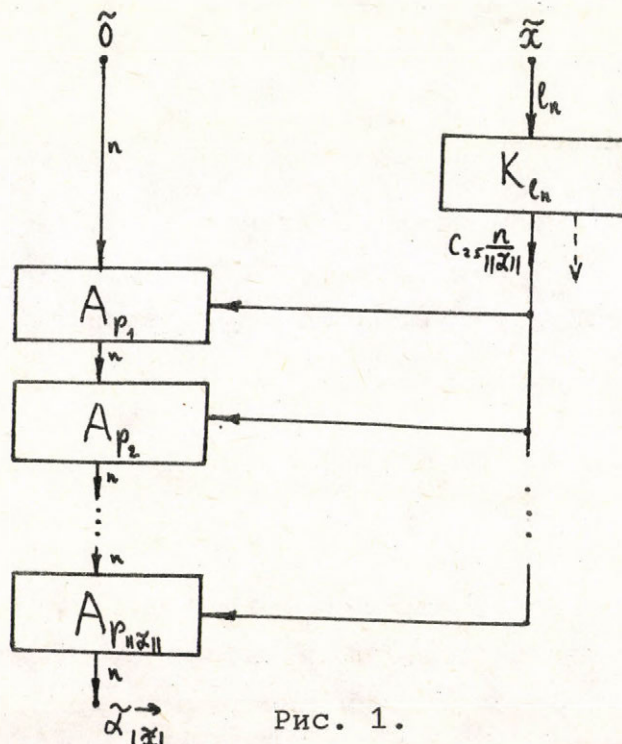 õ
x̃
n
ℓₙ
K_ℓₙ
C₂₅ n/‖α̃‖
A_p₁
n
A_p₂
n
n
A_p‖α̃‖
n
α̃_|x̃|→
Рис. 1.